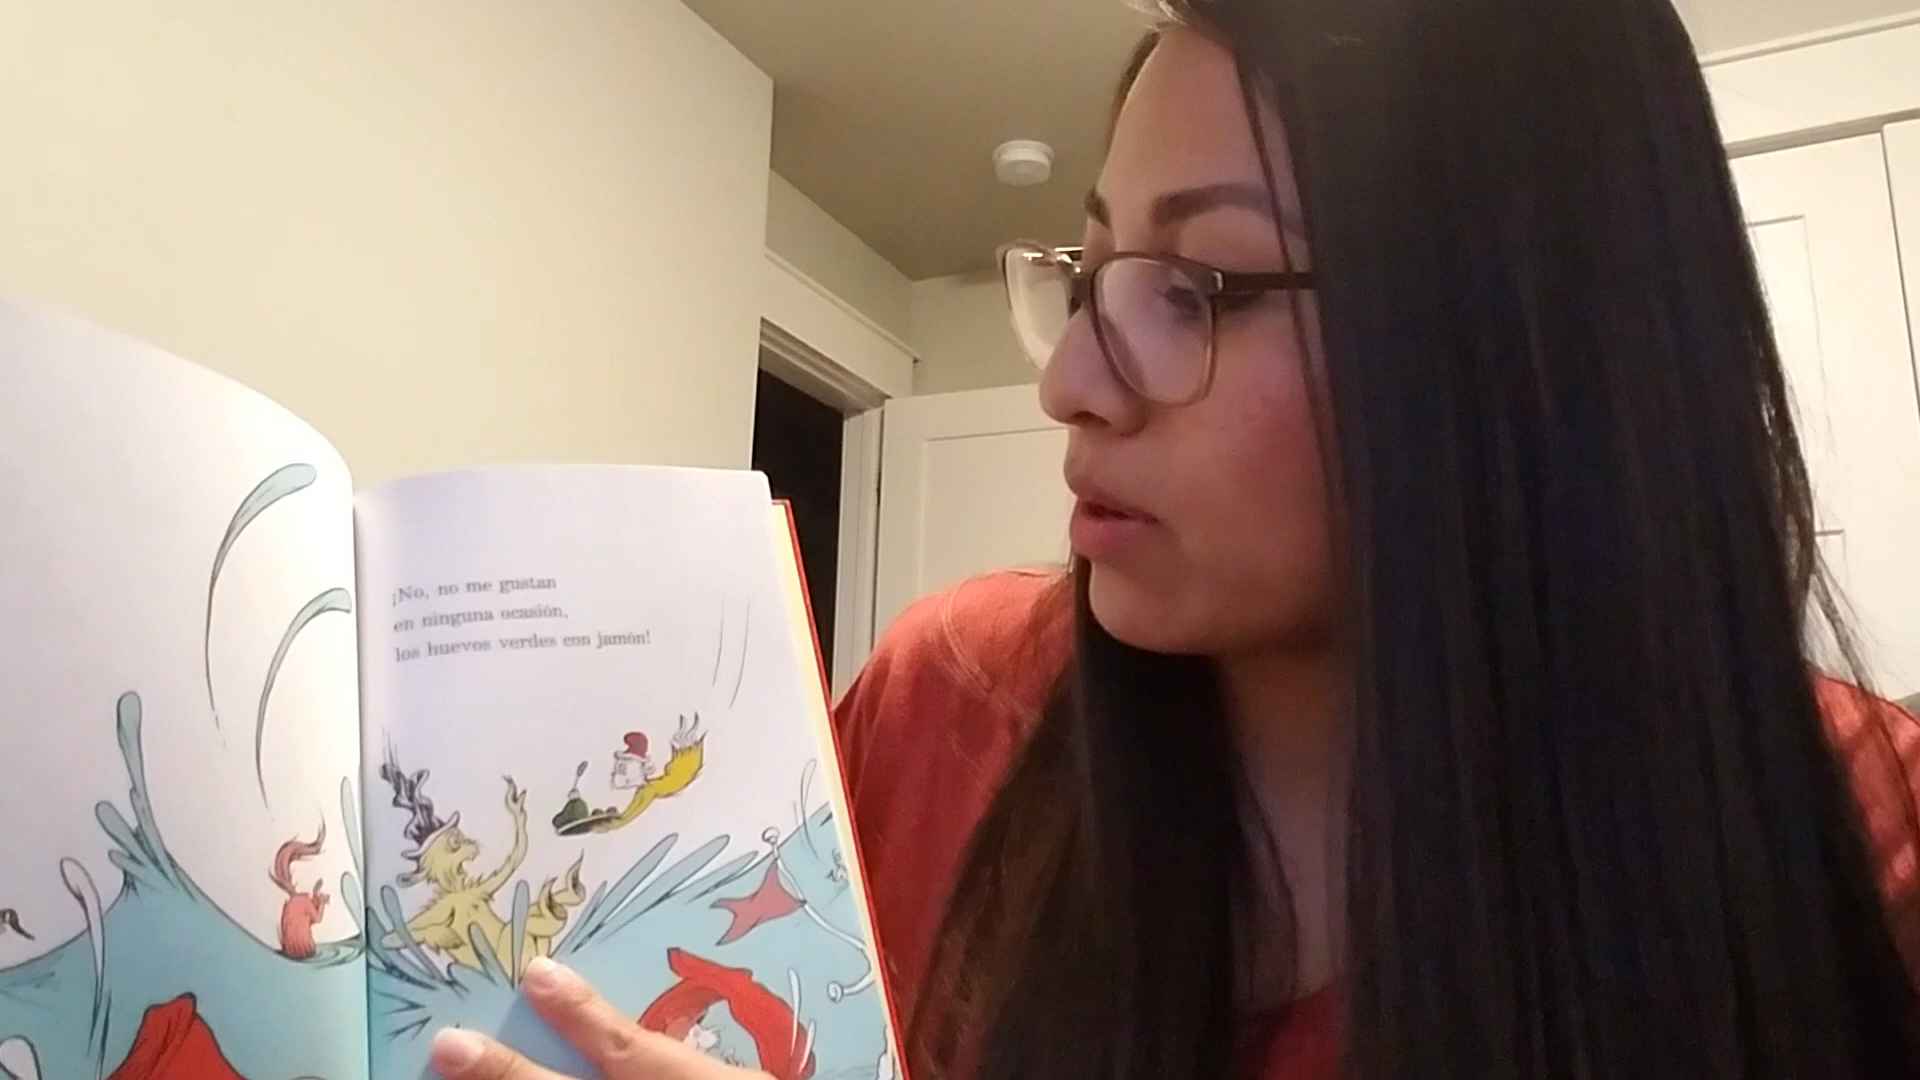 ¡No, no me gustan
en ninguna ocasión,
los huevos verdes con jamón!